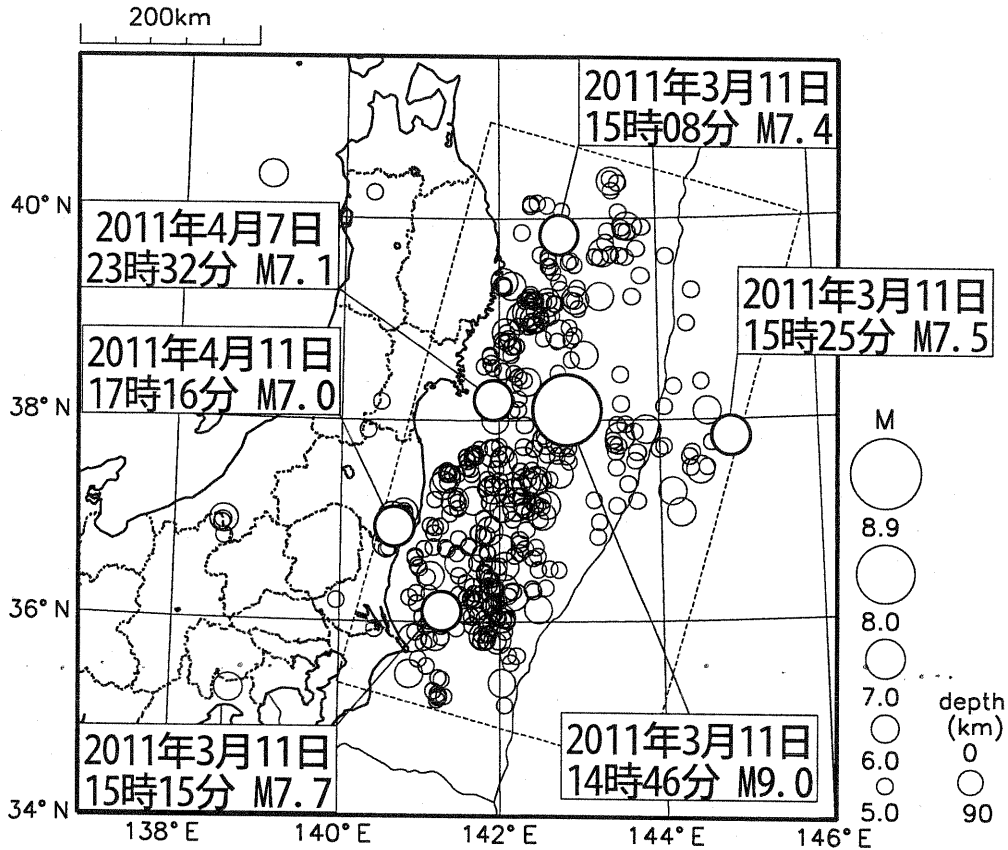 200km
2011年3月11日
15時08分 M7.4
40°N
2011年4月7日
23時32分 M7.1
2011年3月11日
15時25分 M7.5
2011年4月11日
17時16分 M7.0
38°N
M
8.9
8.0
36°N
7.0
depth
(km)
6.0
0
5.0
90
2011年3月11日
15時15分 M7.7
2011年3月11日
14時46分 M9.0
34°N
138°E
140°E
142°E
144°E
146°E